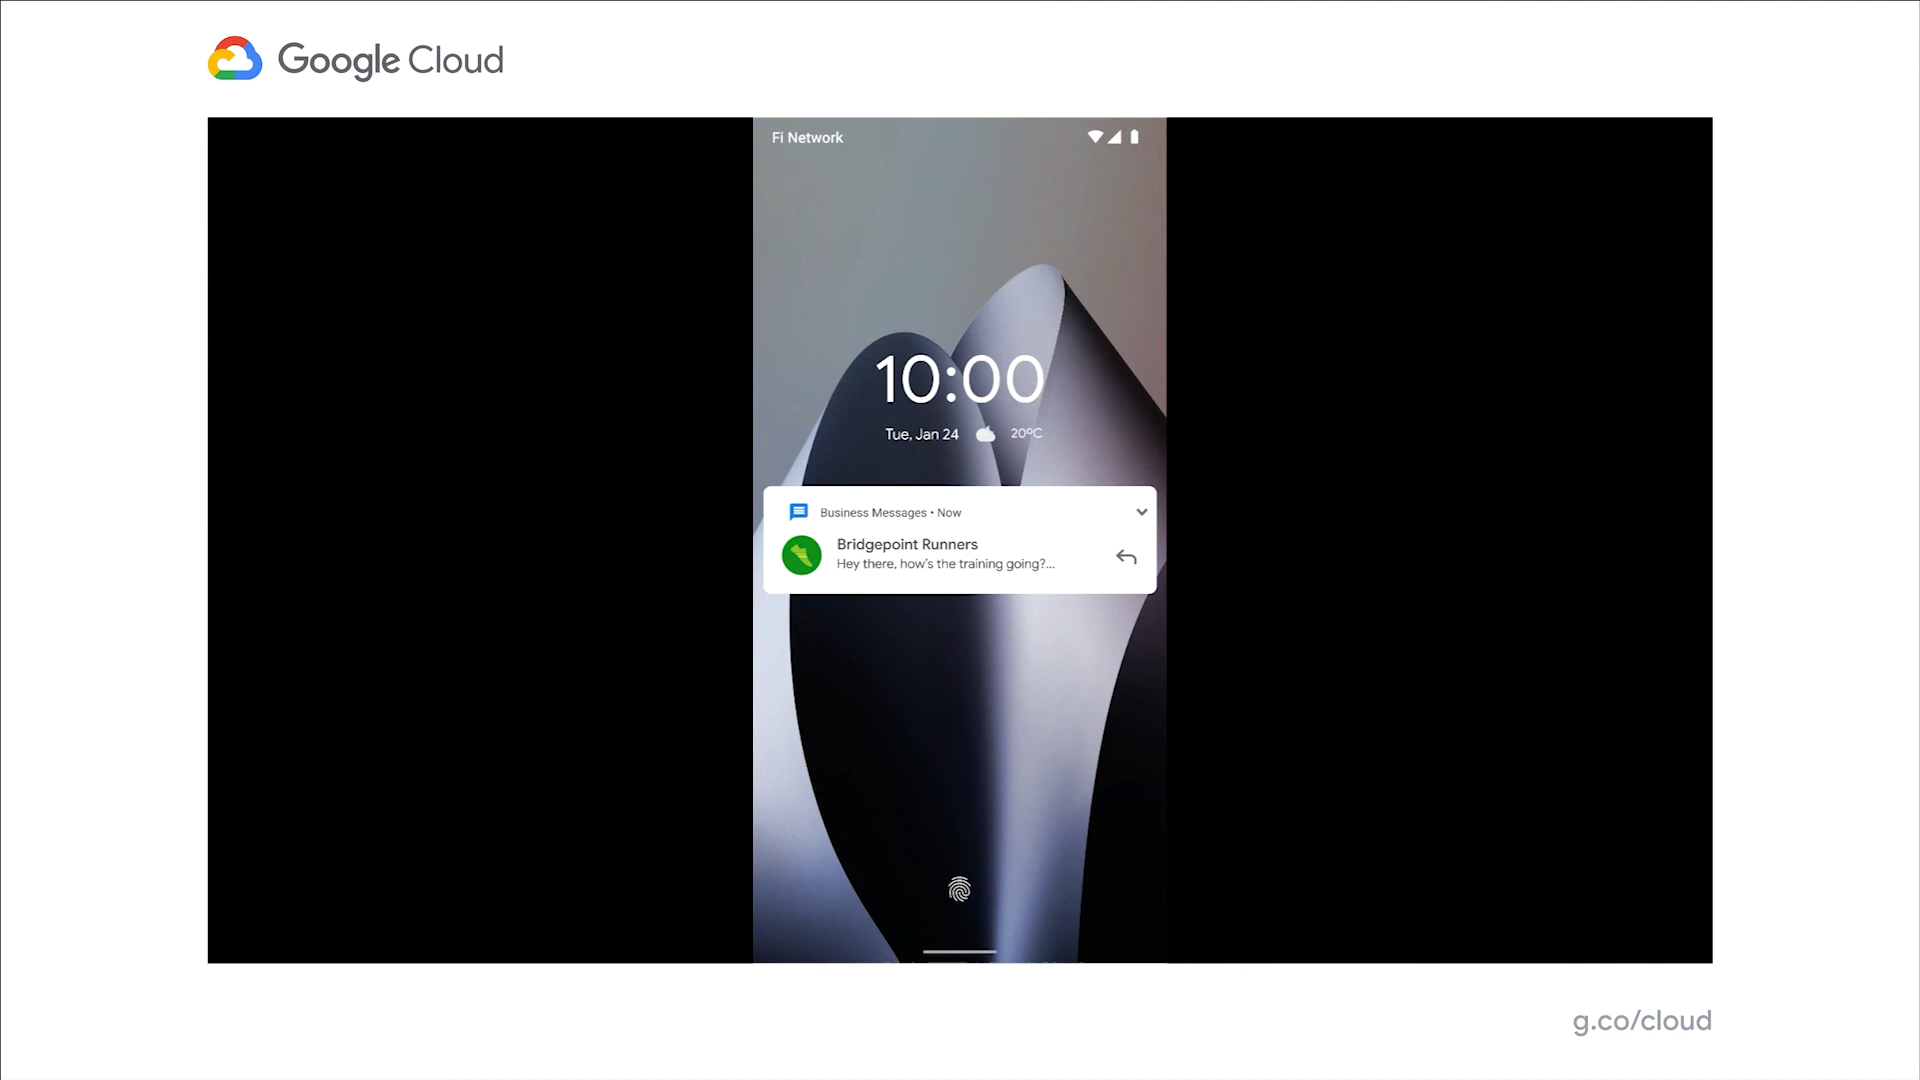 Google Cloud
Fi Network
10:00
Tue, Jan 24 20°C
Business Messages • Now
Bridgepoint Runners
Hey there, how's the training going?...
g.co/cloud